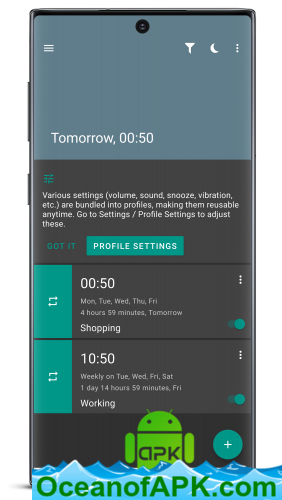 Tomorrow, 00:50
Various settings (volume, sound, snooze, vibration,
etc.) are bundled into profiles, making them reusable
anytime. Go to Settings / Profile Settings to adjust
these.
GOT IT
PROFILE SETTINGS
00:50
Mon, Tue, Wed, Thu, Fri
4 hours 59 minutes, Tomorrow
Shopping
10:50
Weekly on Tue, Wed, Fri, Sat
1 day 14 hours 59 minutes, Fri
Working
APK
OceanofAPK.com